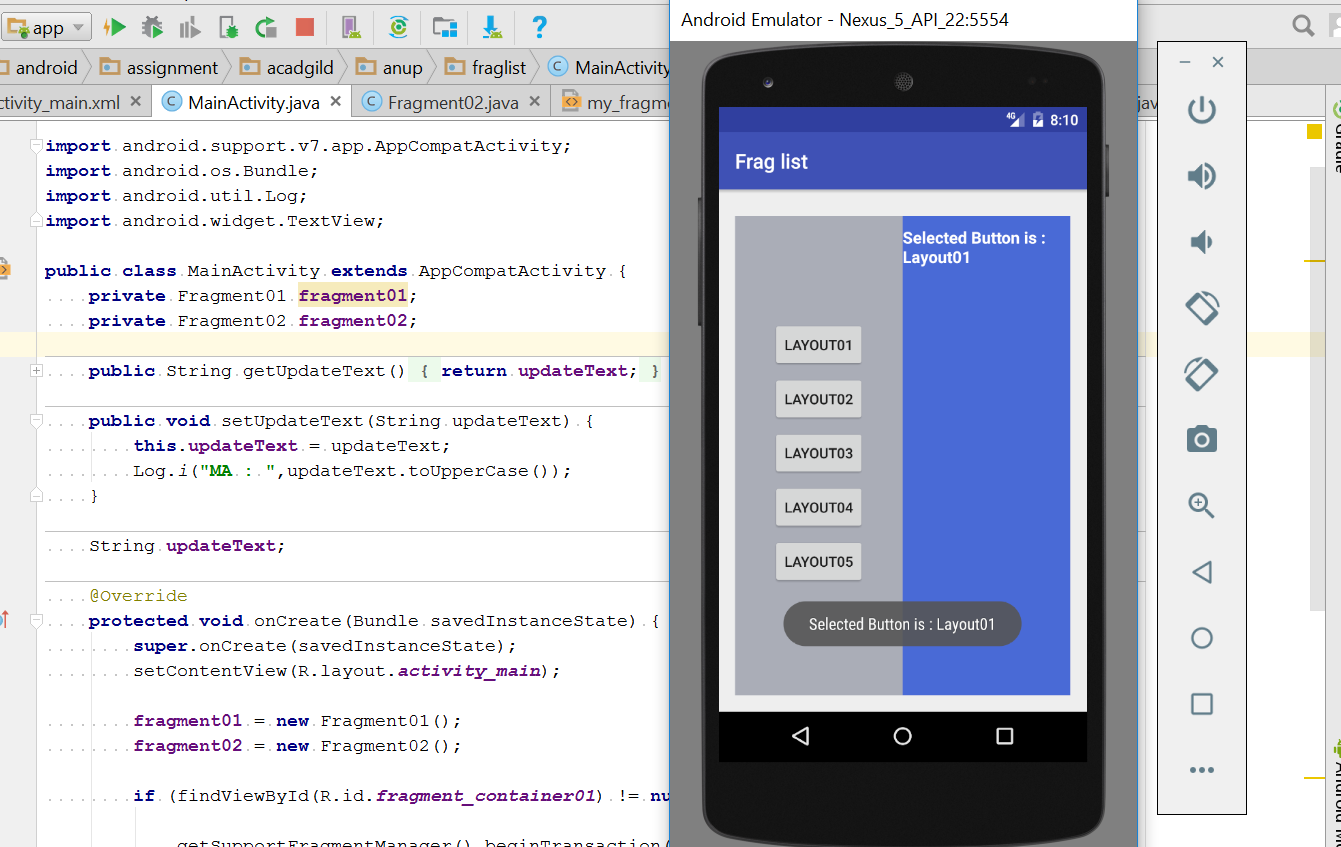 app
Android Emulator - Nexus_5_API_22:5554
android assignment acadgild anup fraglist MainActivity
ctivity_main.xml MainActivity.java Fragment02.java my_fragme
import android.support.v7.app.AppCompatActivity;
import android.os.Bundle;
import android.util.Log;
import android.widget.TextView;
public class MainActivity extends AppCompatActivity {
private Fragment01 fragment01;
private Fragment02 fragment02;
public String getUpdateText() { return updateText; }
public void setUpdateText(String updateText) {
this.updateText = updateText;
Log.i("MA : ",updateText.toUpperCase());
}
String updateText;
@Override
protected void onCreate(Bundle savedInstanceState) {
super.onCreate(savedInstanceState);
setContentView(R.layout.activity_main);
fragment01 = new Fragment01();
fragment02 = new Fragment02();
if (findViewById(R.id.fragment_container01) != nu
getSupportFragmentManager().beginTransaction(
4G 8:10
Frag list
Selected Button is :
Layout01
LAYOUT01
LAYOUT02
LAYOUT03
LAYOUT04
LAYOUT05
Selected Button is : Layout01
Gradle